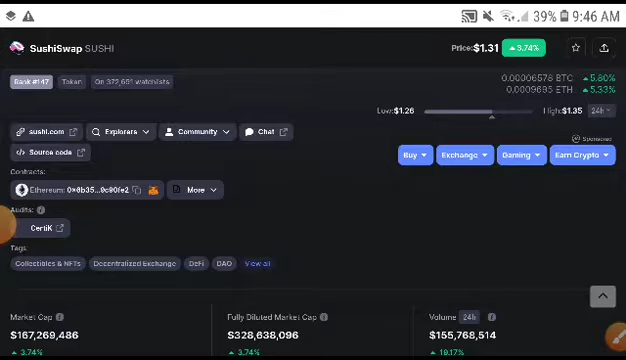 39% 9:46 AM
SushiSwap SUSHI Price: $1.31 3.74%
Rank #147 Token On 372,691 watchlists
0.00006578 BTC 5.80%
0.0009695 ETH 5.33%
Low: $1.26 High: $1.35 24h
sushi.com Explorers Community Chat
Sponsored
Source code Buy Exchange Gaming Earn Crypto
Contracts:
Ethereum: 0x6b35...9c90fe2 More
Audits:
CertiK
Tags
Collectibles & NFTs Decentralized Exchange DeFi DAO View all
Market Cap Fully Diluted Market Cap Volume 24h
$167,269,486 $328,638,096 $155,768,514
3.74% 3.74% 19.17%